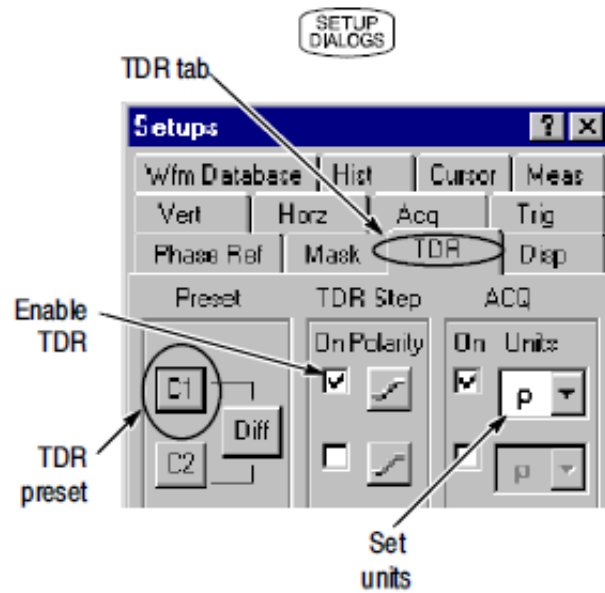 SETUP
DIALOGS
TDR tab
Setups
Wfm Database Hist Cursor Meas
Vert Horz Acq Trig
Phase Ref Mask TDR Disp
Preset TDR Step ACQ
Enable
TDR
On Polarity On Units
C1 ρ
Diff
C2 ρ
TDR
preset
Set
units